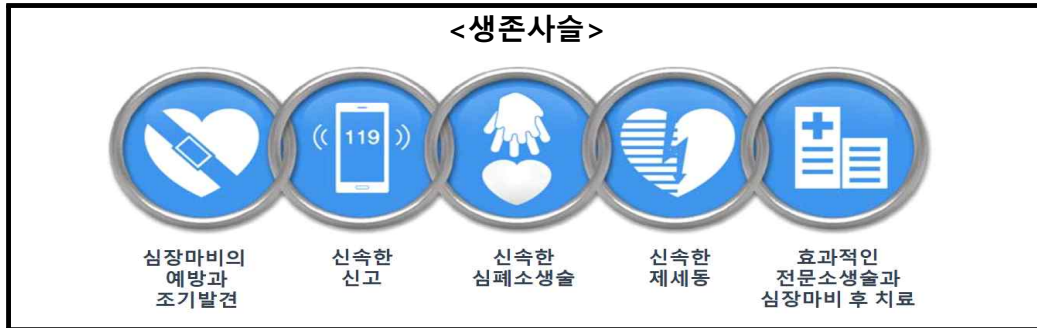 <생존사슬>
119
심장마비의
예방과
조기발견
신속한
신고
신속한
심폐소생술
신속한
제세동
효과적인
전문소생술과
심장마비 후 치료